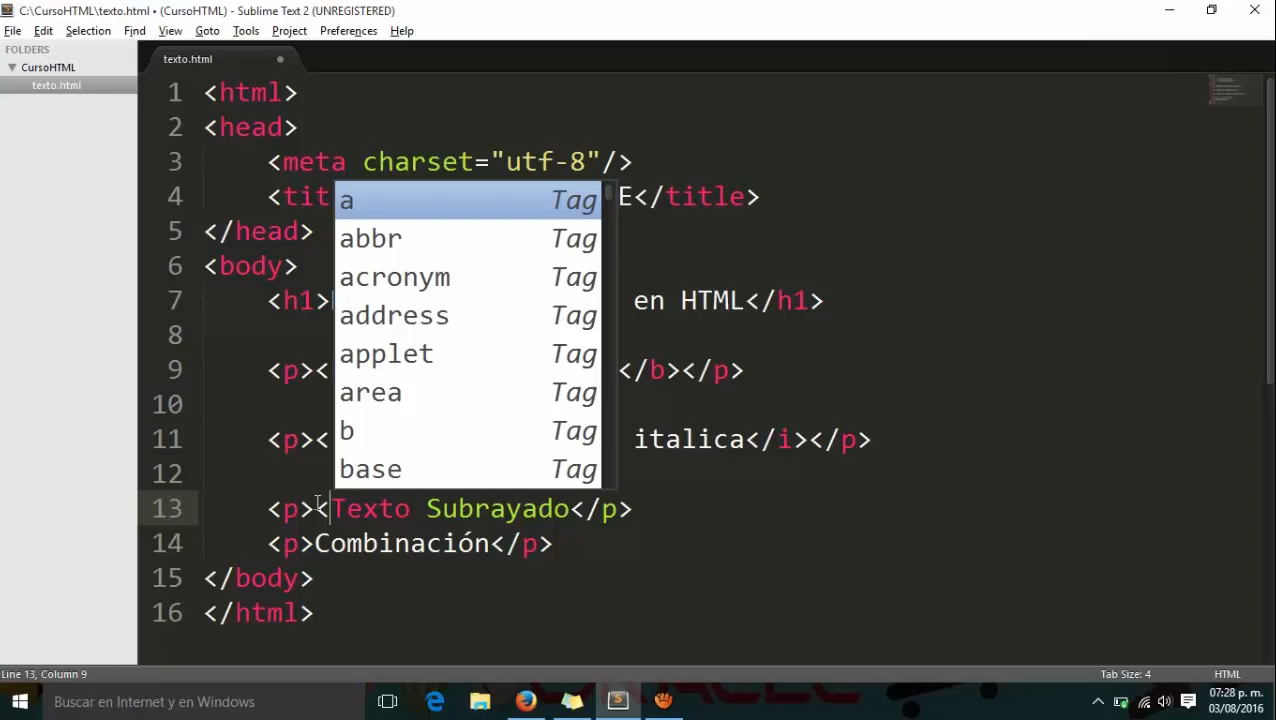 C:\CursoHTML\texto.html • (CursoHTML) - Sublime Text 2 (UNREGISTERED)
File Edit Selection Find View Goto Tools Project Preferences Help
FOLDERS
CursoHTML
texto.html
texto.html
1 <html>
2 <head>
3 <meta charset="utf-8"/>
4 <tit E</title>
5 </head>
6 <body>
7 <h1> en HTML</h1>
8
9 <p>< </b></p>
10
11 <p>< italica</i></p>
12
13 <p><Texto Subrayado</p>
14 <p>Combinación</p>
15 </body>
16 </html>
a Tag
abbr Tag
acronym Tag
address Tag
applet Tag
area Tag
b Tag
base Tag
Line 13, Column 9 Tab Size: 4 HTML
Buscar en Internet y en Windows
07:28 p. m.
03/08/2016